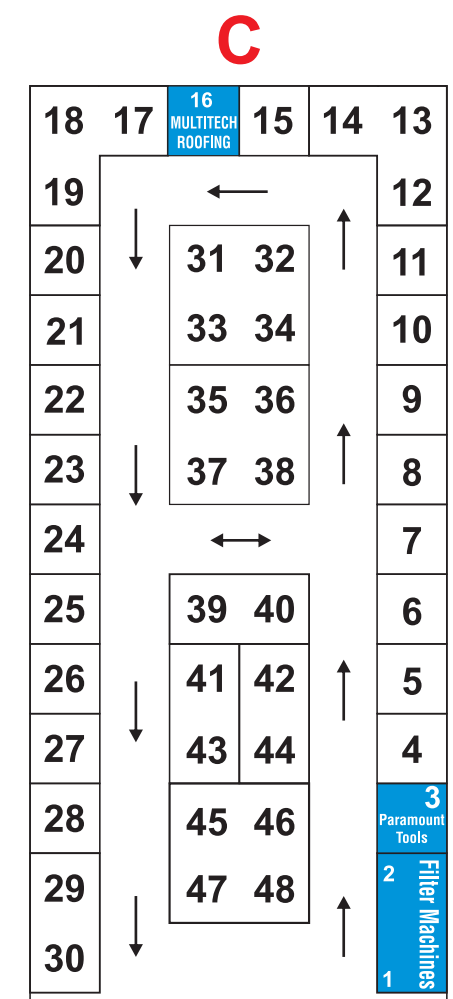 C
18 17 16 15 14 13
MULTITECH
ROOFING
19 12
20 31 32 11
21 33 34 10
22 35 36 9
23 37 38 8
24 7
25 39 40 6
26 41 42 5
27 43 44 4
28 45 46 3
Paramount
Tools
29 47 48 2
Filter Machines
30 1